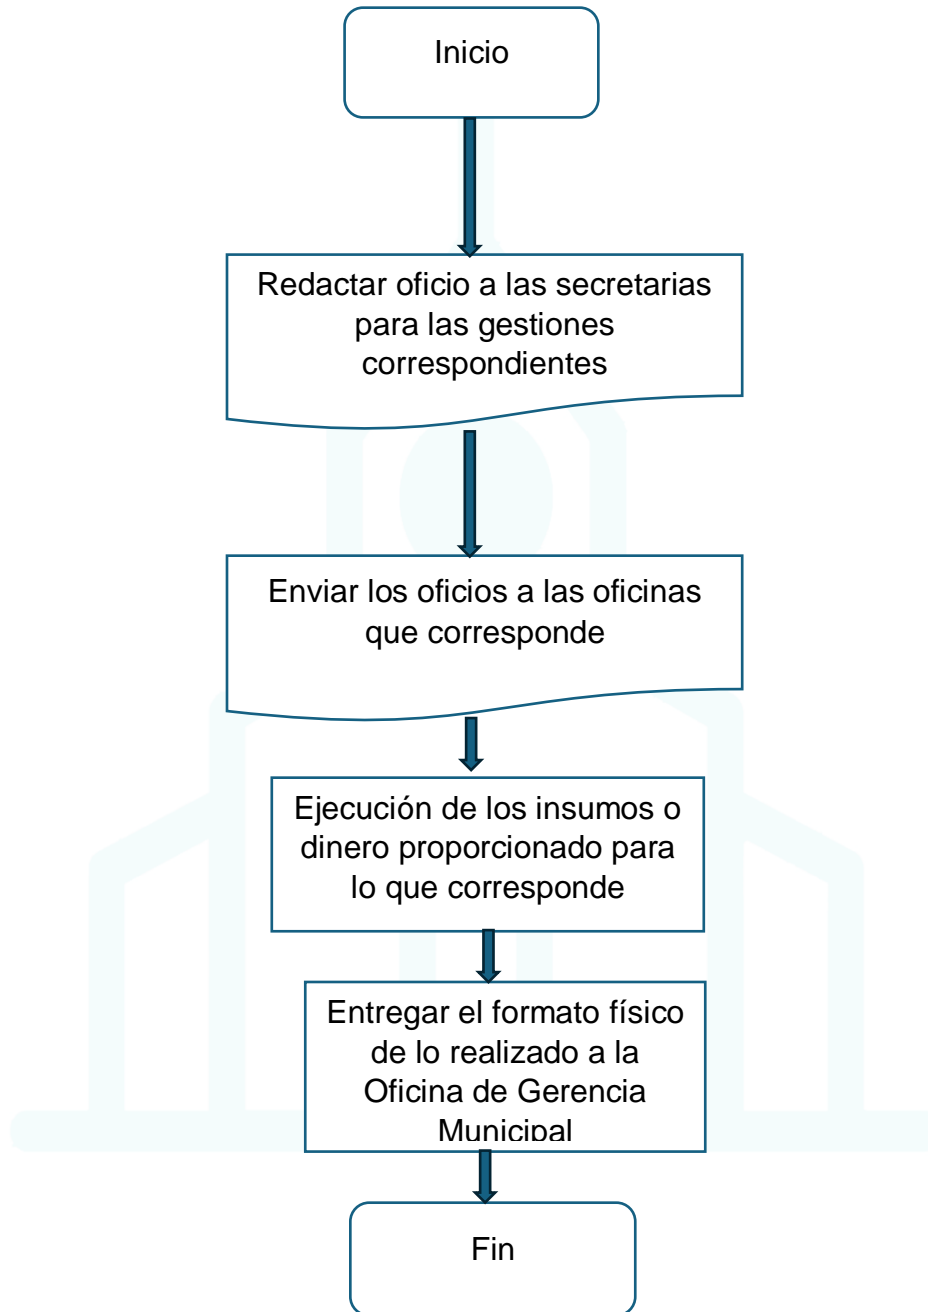 Inicio
Redactar oficio a las secretarias
para las gestiones
correspondientes
Enviar los oficios a las oficinas
que corresponde
Ejecución de los insumos o
dinero proporcionado para
lo que corresponde
Entregar el formato físico
de lo realizado a la
Oficina de Gerencia
Municipal
Fin